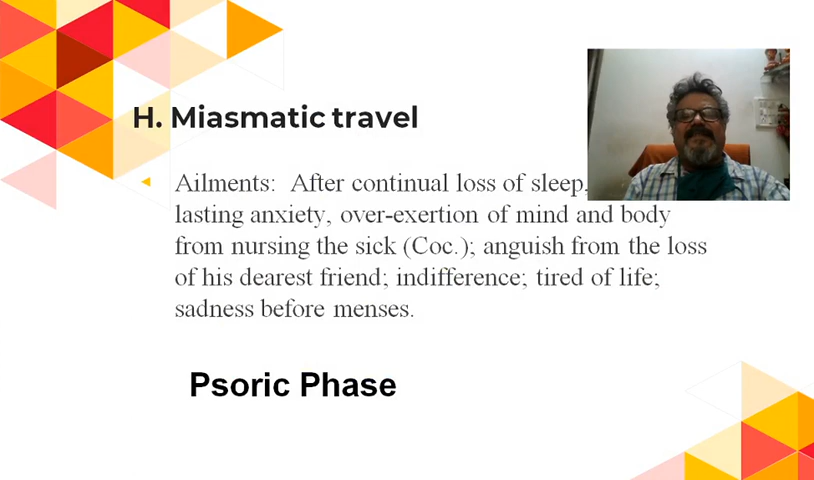 H. Miasmatic travel
Ailments: After continual loss of sleep,
lasting anxiety, over-exertion of mind and body
from nursing the sick (Coc.); anguish from the loss
of his dearest friend; indifference; tired of life;
sadness before menses.
Psoric Phase